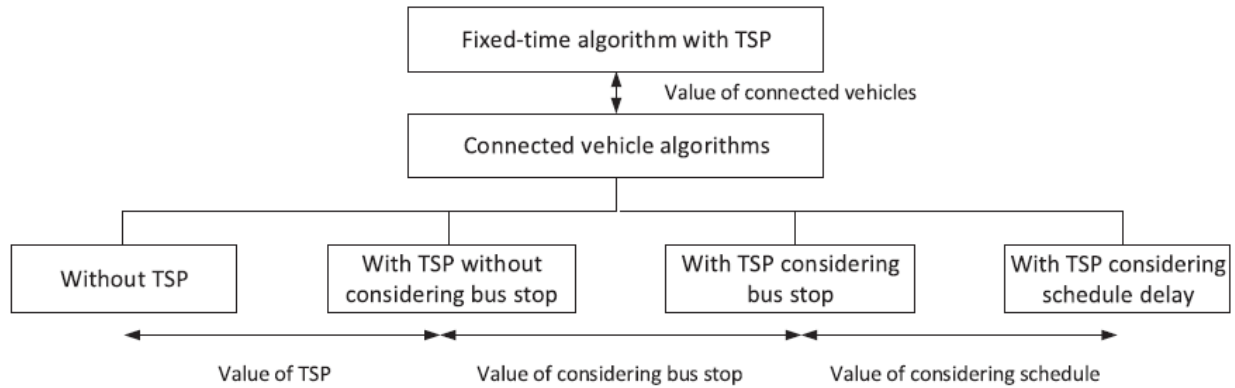 Fixed-time algorithm with TSP
Value of connected vehicles
Connected vehicle algorithms
Without TSP
With TSP without
considering bus stop
With TSP considering
bus stop
With TSP considering
schedule delay
Value of TSP
Value of considering bus stop
Value of considering schedule